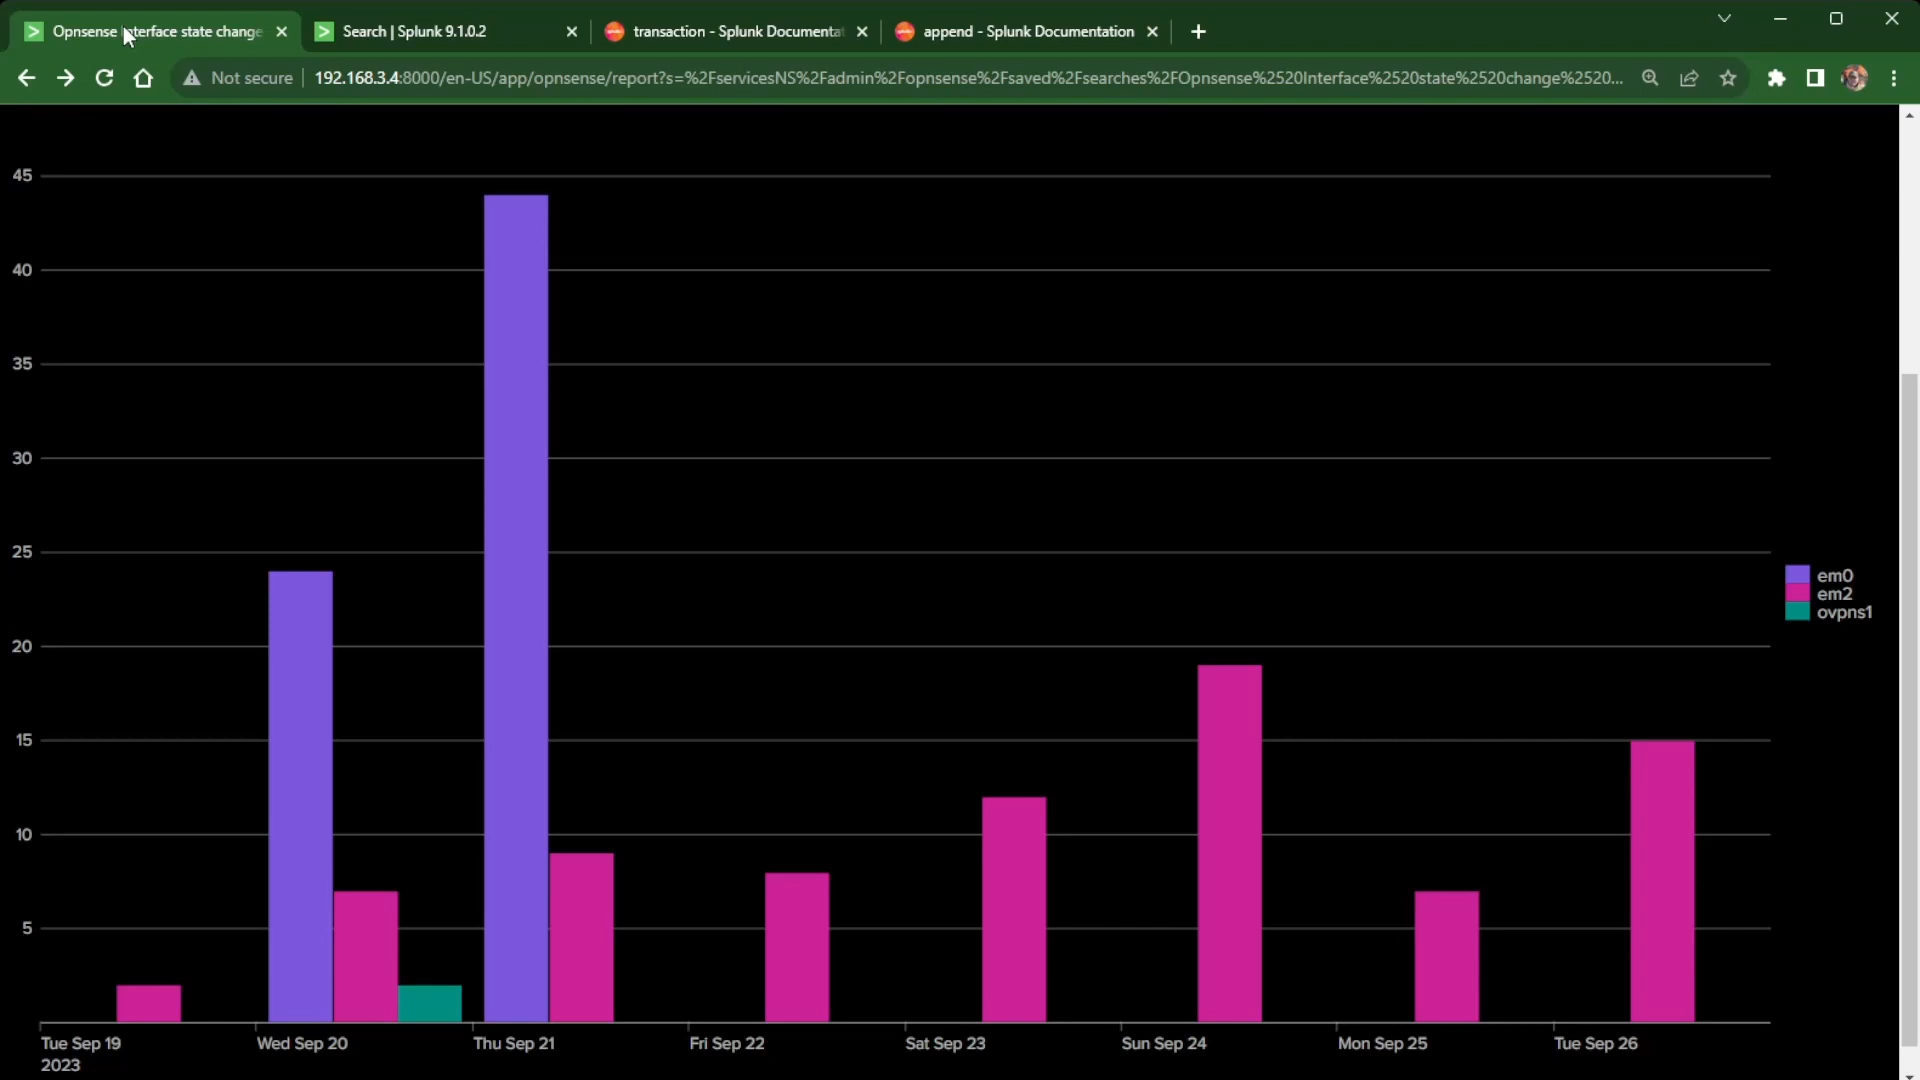 Opnsense Interface state change
Search | Splunk 9.1.0.2
transaction - Splunk Documentat
append - Splunk Documentation
Not secure
192.168.3.4:8000/en-US/app/opnsense/report?s=%2FservicesNS%2Fadmin%2Fopnsense%2Fsaved%2Fsearches%2FOpnsense%2520Interface%2520state%2520change%2520...
45
40
35
30
25
20
15
10
5
em0
em2
ovpns1
Tue Sep 19
2023
Wed Sep 20
Thu Sep 21
Fri Sep 22
Sat Sep 23
Sun Sep 24
Mon Sep 25
Tue Sep 26